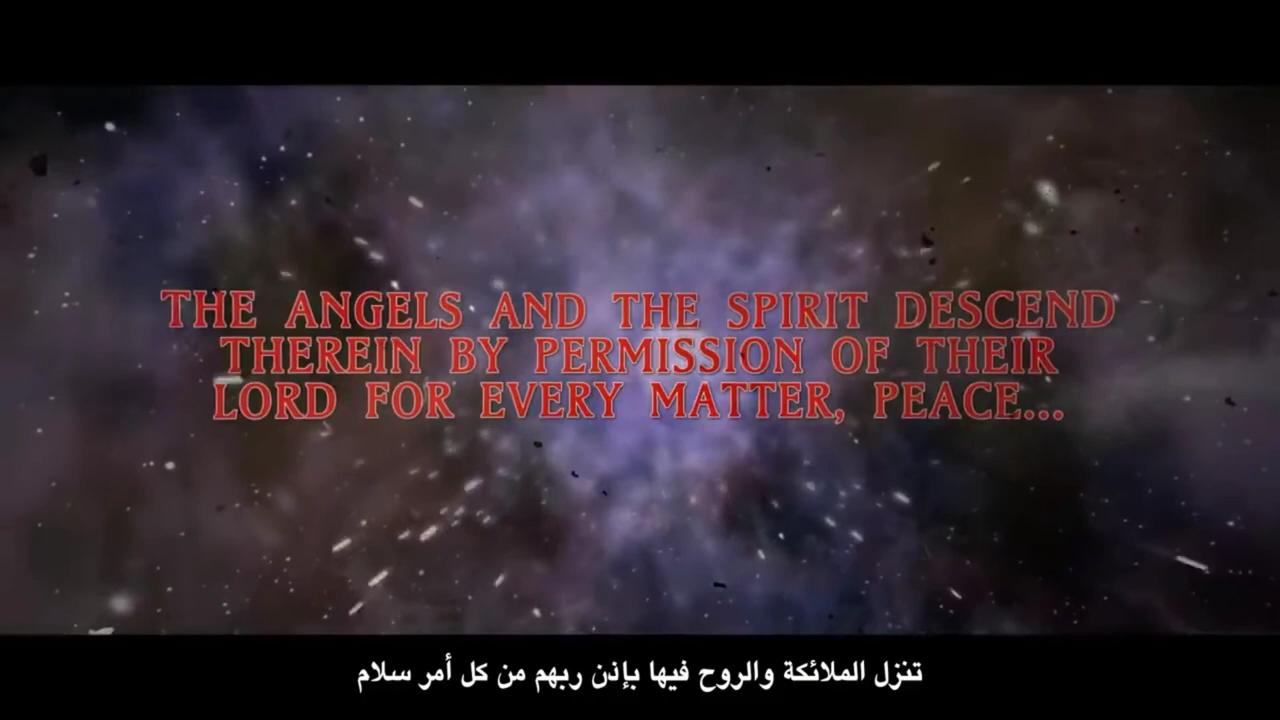 THE ANGELS AND THE SPIRIT DESCEND
THEREIN BY PERMISSION OF THEIR
LORD FOR EVERY MATTER, PEACE...
تنزل الملائكة والروح فيها بإذن ربهم من كل أمر سلام